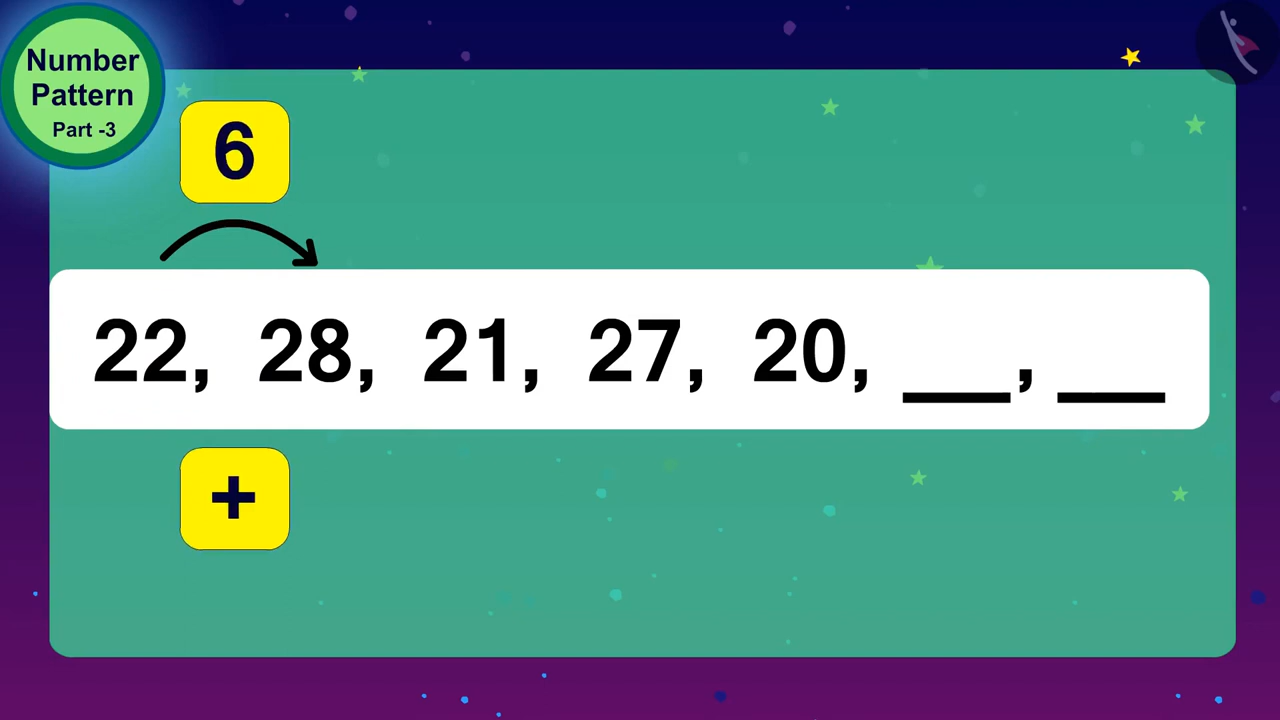 Number
Pattern
Part -3
6
22, 28, 21, 27, 20, ___, ___
+